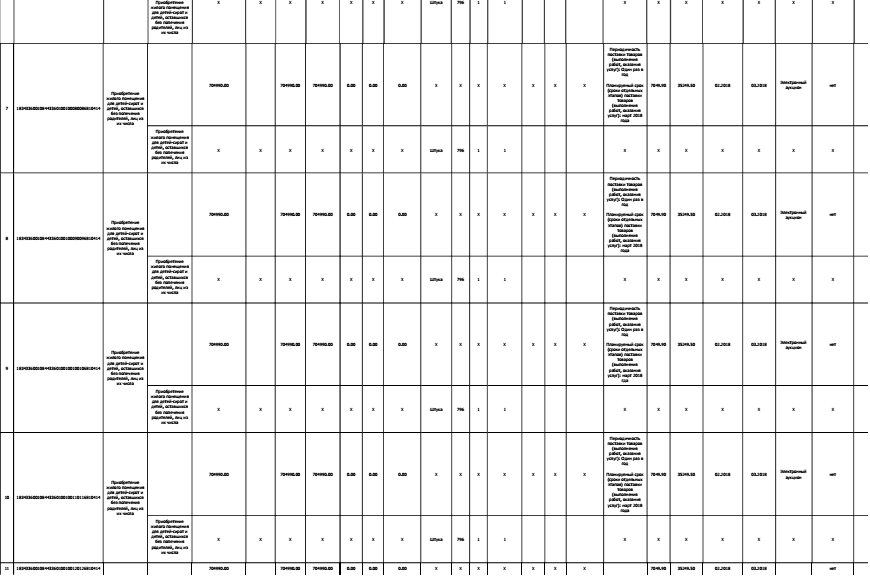 Приобретение
жилого помещения
для детей-сирот и
детей, оставшихся
без попечения
родителей, лиц из
их числа
X X X X X X X Штука 796 1 1 X X X X X X X
Периодичность
поставки товаров
(выполнения
работ, оказания
услуг): Один раз в
год
Планируемый срок
(сроки отдельных
этапов) поставки
товаров
(выполнения
работ, оказания
услуг): март 2018
года
7
Приобретение
жилого помещения
для детей-сирот и
детей, оставшихся
без попечения
родителей, лиц из
их числа
704990.00 704990.00 704990.00 0.00 0.00 0.00 X X X X X X X 7049.90 35249.50 02.2018 03.2018 Электронный аукцион нет
Приобретение
жилого помещения
для детей-сирот и
детей, оставшихся
без попечения
родителей, лиц из
их числа
X X X X X X X Штука 796 1 1 X X X X X X X
Периодичность
поставки товаров
(выполнения
работ, оказания
услуг): Один раз в
год
Планируемый срок
(сроки отдельных
этапов) поставки
товаров
(выполнения
работ, оказания
услуг): март 2018
года
8
Приобретение
жилого помещения
для детей-сирот и
детей, оставшихся
без попечения
родителей, лиц из
их числа
704990.00 704990.00 704990.00 0.00 0.00 0.00 X X X X X X X 7049.90 35249.50 02.2018 03.2018 Электронный аукцион нет
Приобретение
жилого помещения
для детей-сирот и
детей, оставшихся
без попечения
родителей, лиц из
их числа
X X X X X X X Штука 796 1 1 X X X X X X X
Периодичность
поставки товаров
(выполнения
работ, оказания
услуг): Один раз в
год
Планируемый срок
(сроки отдельных
этапов) поставки
товаров
(выполнения
работ, оказания
услуг): март 2018
гда
9
Приобретение
жилого помещения
для детей-сирот и
детей, оставшихся
без попечения
родителей, лиц из
их числа
704990.00 704990.00 704990.00 0.00 0.00 0.00 X X X X X X X 7049.90 35249.50 02.2018 03.2018 Электронный аукцион нет
Приобретение
жилого помещения
для детей-сирот и
детей, оставшихся
без попечения
родителей, лиц из
их числа
X X X X X X X Штука 796 1 1 X X X X X X X
Периодичность
поставки товаров
(выполнения
работ, оказания
услуг): Один раз в
год
Планируемый срок
(сроки отдельных
этапов) поставки
товаров
(выполнения
работ, оказания
услуг): март 2018
года
10
Приобретение
жилого помещения
для детей-сирот и
детей, оставшихся
без попечения
родителей, лиц из
их числа
704990.00 704990.00 704990.00 0.00 0.00 0.00 X X X X X X X 7049.90 35249.50 02.2018 03.2018 Электронный аукцион нет
Приобретение
жилого помещения
для детей-сирот и
детей, оставшихся
без попечения
родителей, лиц из
их числа
X X X X X X X Штука 796 1 1 X X X X X X X
11 704990.00 704990.00 704990.00 0.00 0.00 0.00 X X X X X X X 7049.90 35249.50 02.2018 03.2018 нет